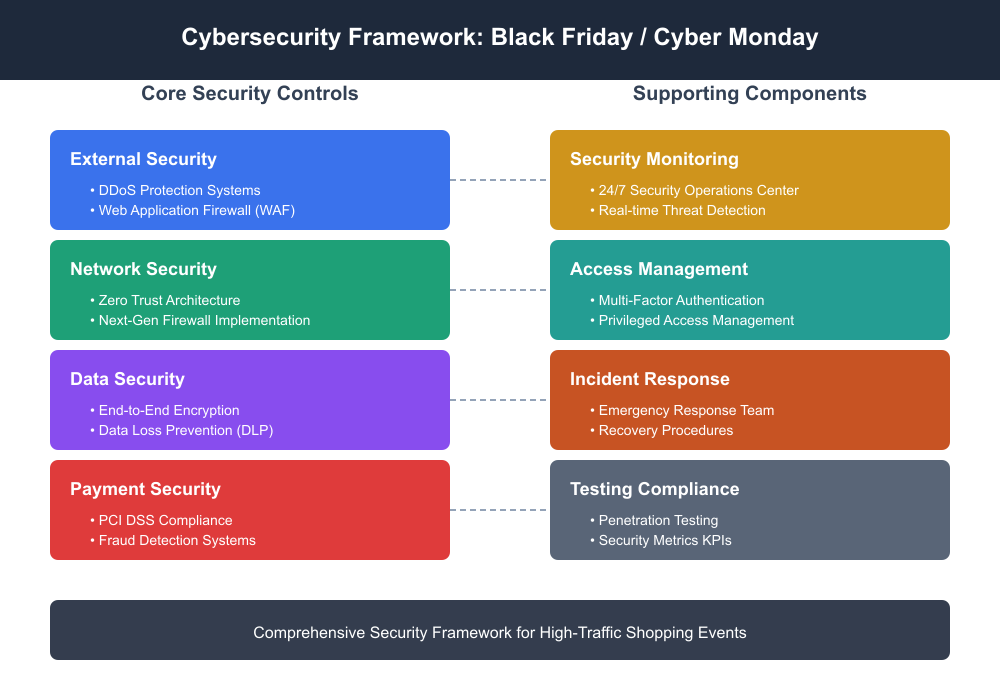 Cybersecurity Framework: Black Friday / Cyber Monday
Core Security Controls
External Security
• DDoS Protection Systems
• Web Application Firewall (WAF)
Network Security
• Zero Trust Architecture
• Next-Gen Firewall Implementation
Data Security
• End-to-End Encryption
• Data Loss Prevention (DLP)
Payment Security
• PCI DSS Compliance
• Fraud Detection Systems
Supporting Components
Security Monitoring
• 24/7 Security Operations Center
• Real-time Threat Detection
Access Management
• Multi-Factor Authentication
• Privileged Access Management
Incident Response
• Emergency Response Team
• Recovery Procedures
Testing Compliance
• Penetration Testing
• Security Metrics KPIs
Comprehensive Security Framework for High-Traffic Shopping Events